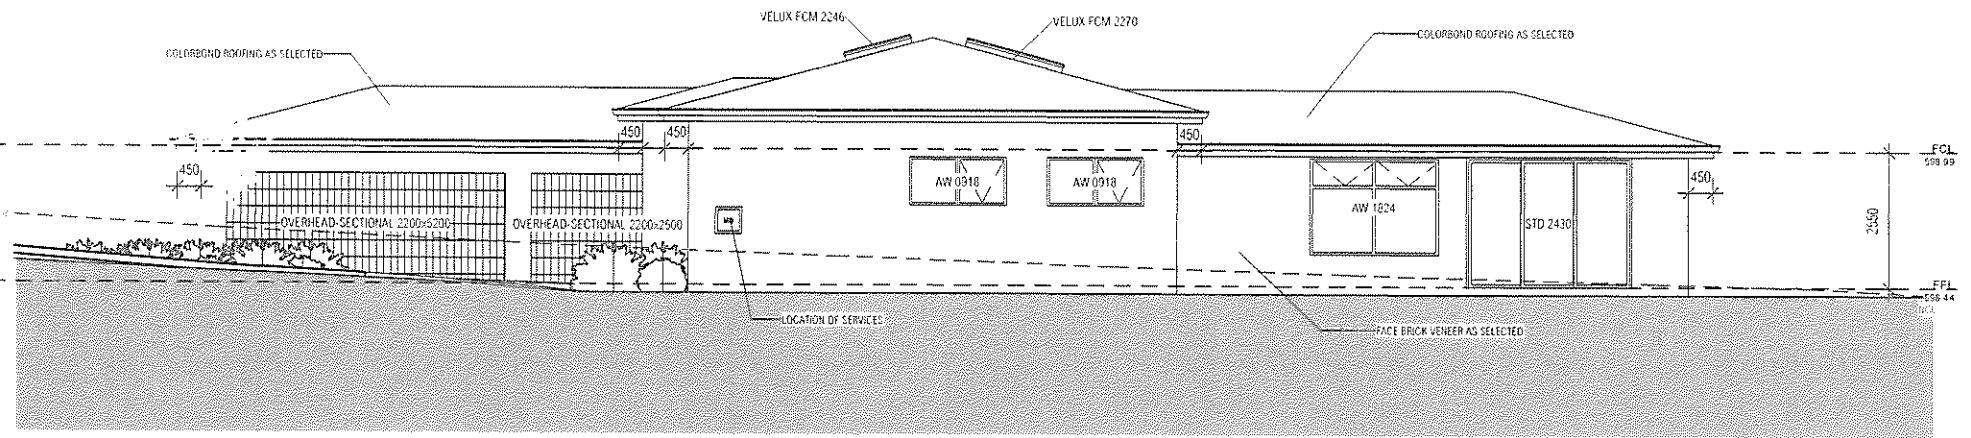 VELUX FCM 2246
VELUX FCM 2270
COLORBOND ROOFING AS SELECTED
COLORBOND ROOFING AS SELECTED
450
450
450
FCL
598.99
450
AW 0918
AW 0918
450
AW 1824
OVERHEAD-SECTIONAL 2200x5200
OVERHEAD-SECTIONAL 2200x2500
MB
STD 2430
2550
FFL
596.44
NGL
LOCATION OF SERVICES
FACE BRICK VENEER AS SELECTED